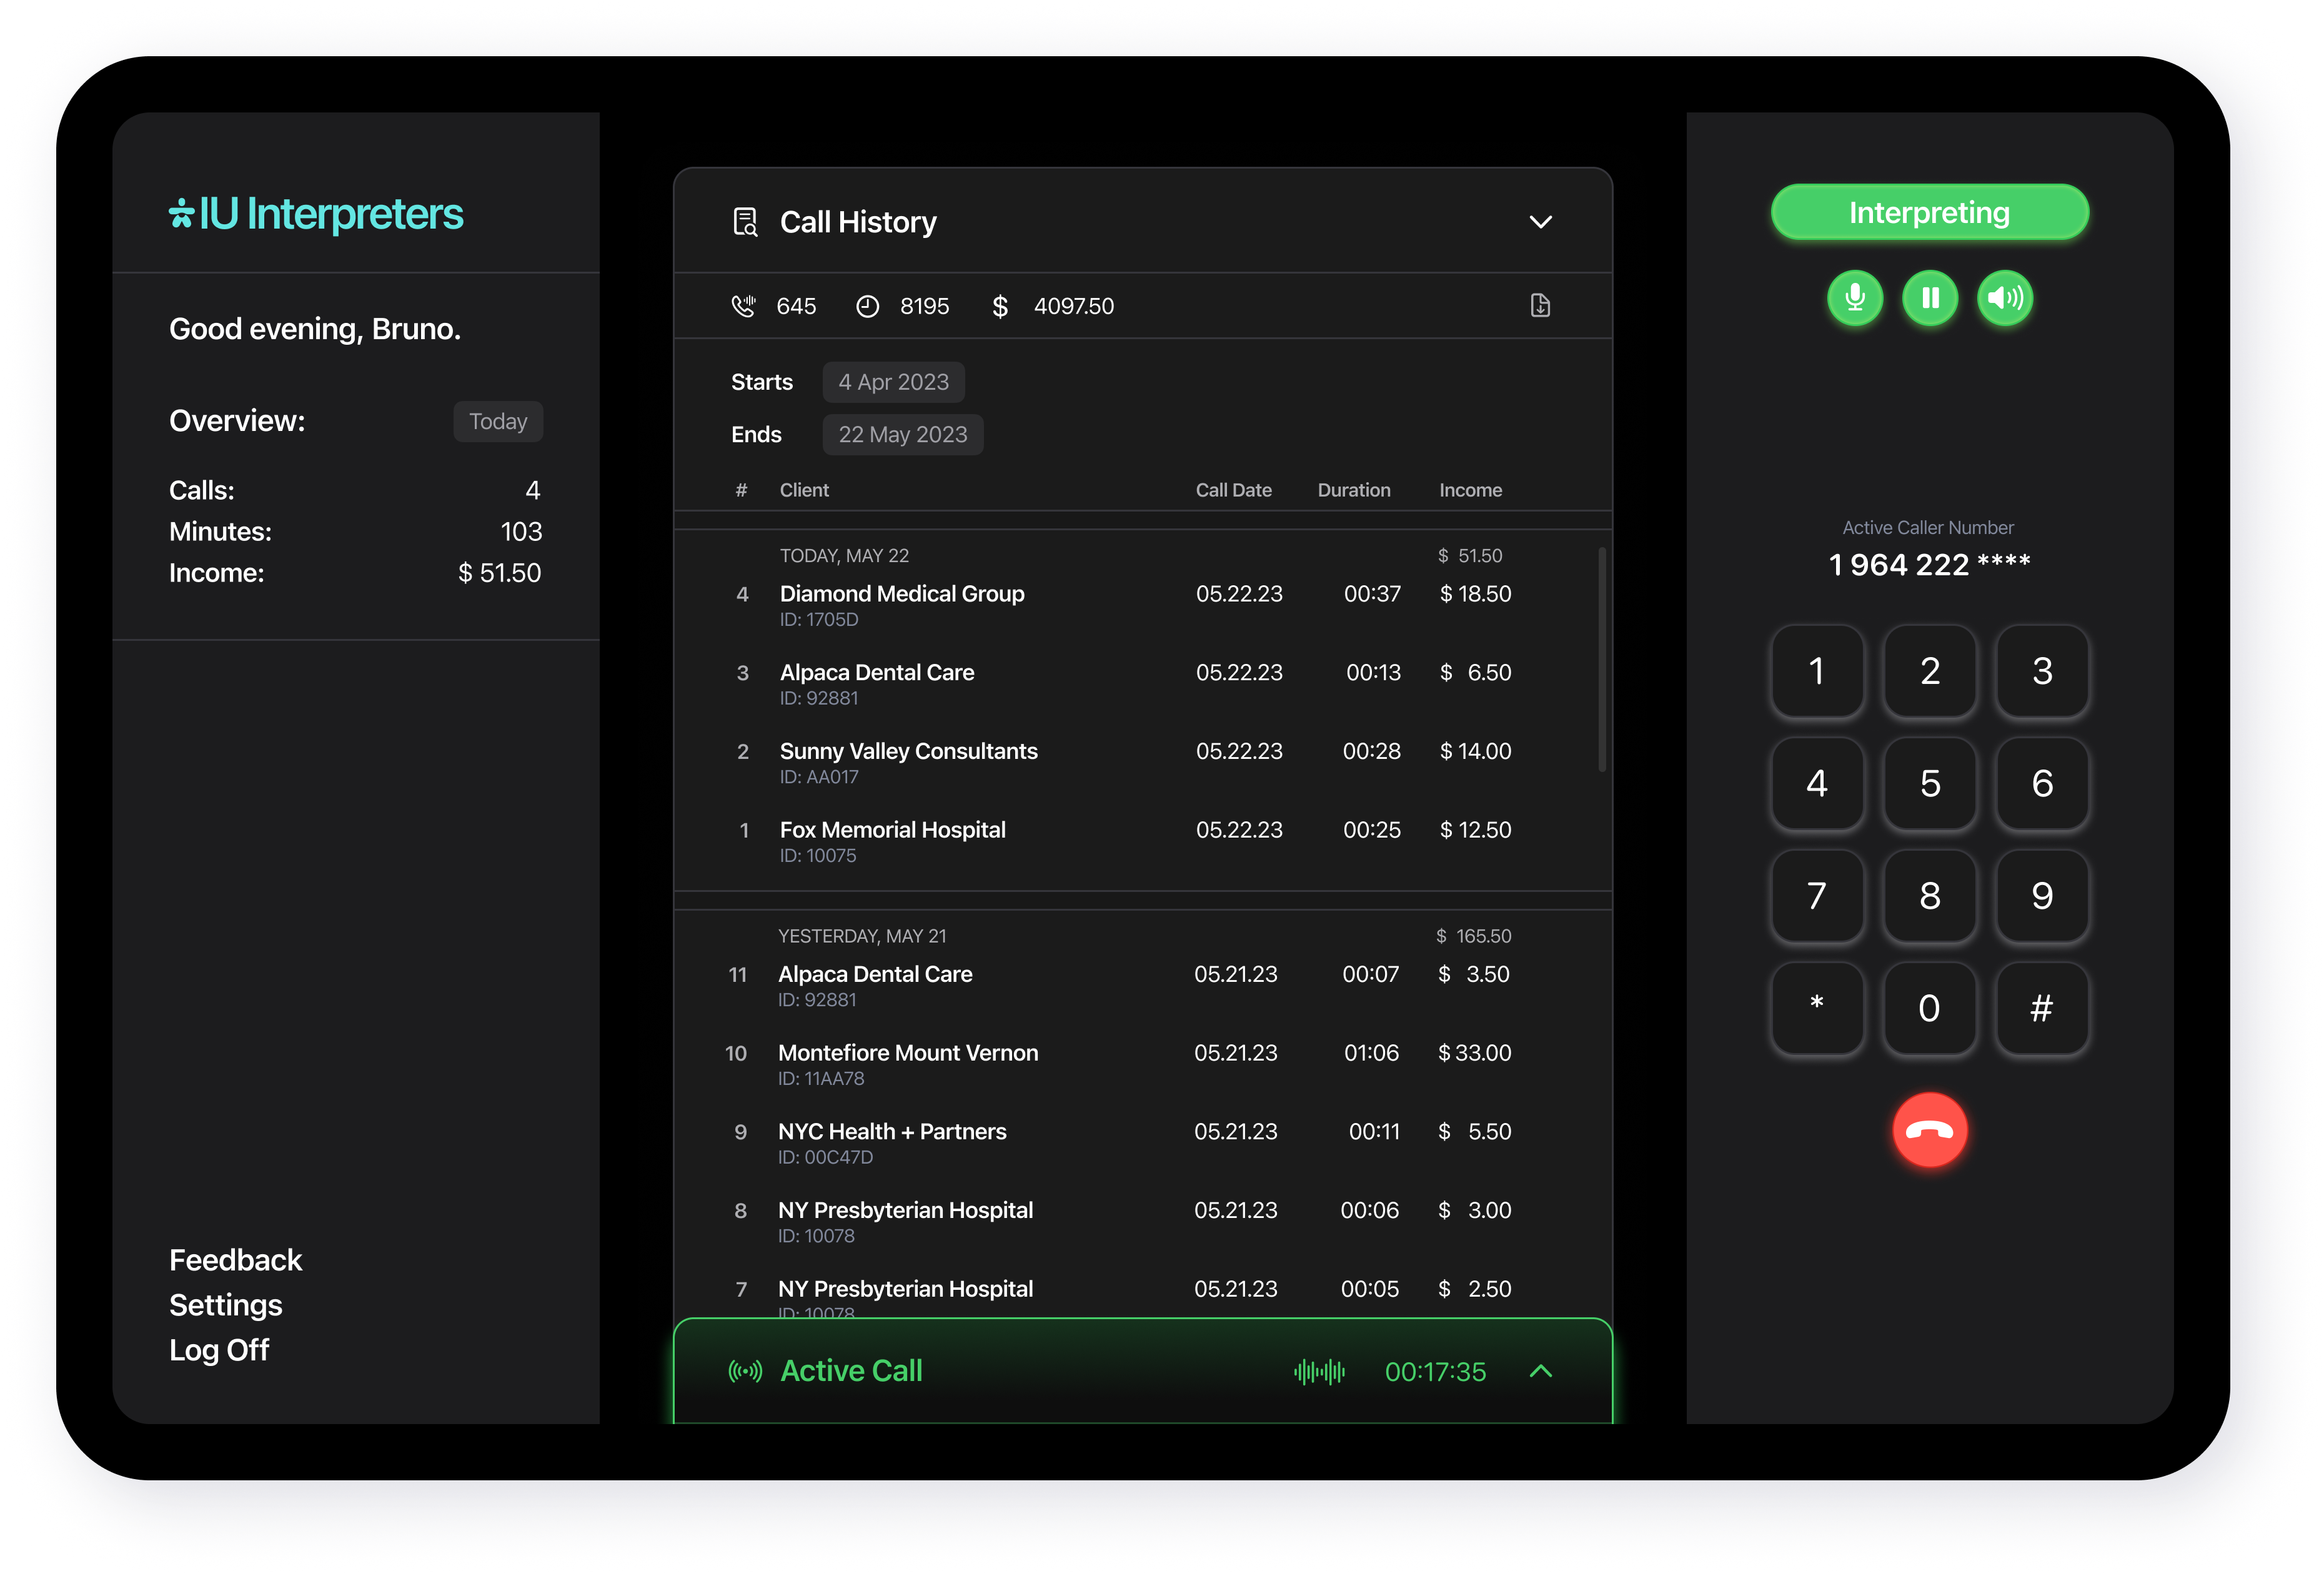 IU Interpreters
Good evening, Bruno.
Overview: Today
Calls: 4
Minutes: 103
Income: $ 51.50
Feedback
Settings
Log Off
Call History
645 8195 $ 4097.50
Starts 4 Apr 2023
Ends 22 May 2023
# Client Call Date Duration Income
TODAY, MAY 22 $ 51.50
4 Diamond Medical Group 05.22.23 00:37 $ 18.50
ID: 1705D
3 Alpaca Dental Care 05.22.23 00:13 $ 6.50
ID: 92881
2 Sunny Valley Consultants 05.22.23 00:28 $ 14.00
ID: AA017
1 Fox Memorial Hospital 05.22.23 00:25 $ 12.50
ID: 10075
YESTERDAY, MAY 21 $ 165.50
11 Alpaca Dental Care 05.21.23 00:07 $ 3.50
ID: 92881
10 Montefiore Mount Vernon 05.21.23 01:06 $ 33.00
ID: 11AA78
9 NYC Health + Partners 05.21.23 00:11 $ 5.50
ID: 00C47D
8 NY Presbyterian Hospital 05.21.23 00:06 $ 3.00
ID: 10078
7 NY Presbyterian Hospital 05.21.23 00:05 $ 2.50
ID: 10078
Active Call 00:17:35
Interpreting
Active Caller Number
1 964 222 ****
1 2 3
4 5 6
7 8 9
* 0 #